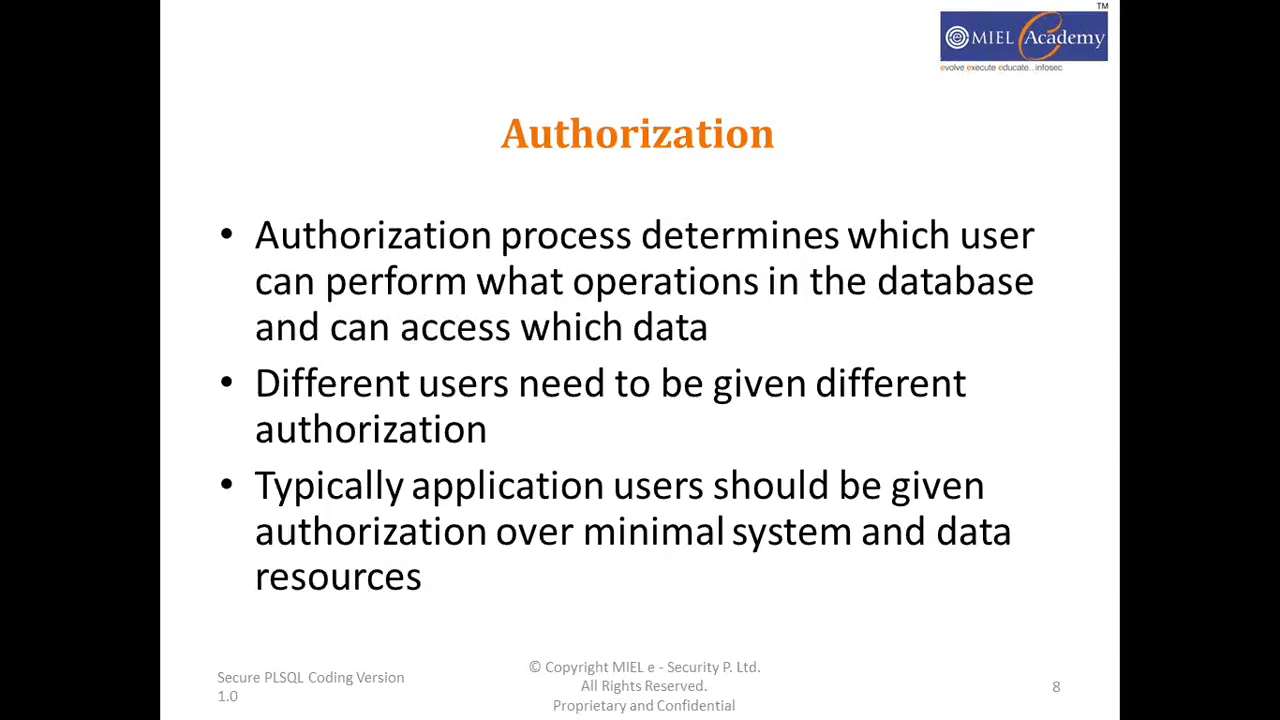 TM
MIEL Academy
evolve execute educate...infosec
Authorization
• Authorization process determines which user
can perform what operations in the database
and can access which data
• Different users need to be given different
authorization
• Typically application users should be given
authorization over minimal system and data
resources
Secure PLSQL Coding Version
1.0
© Copyright MIEL e - Security P. Ltd.
All Rights Reserved.
Proprietary and Confidential
8